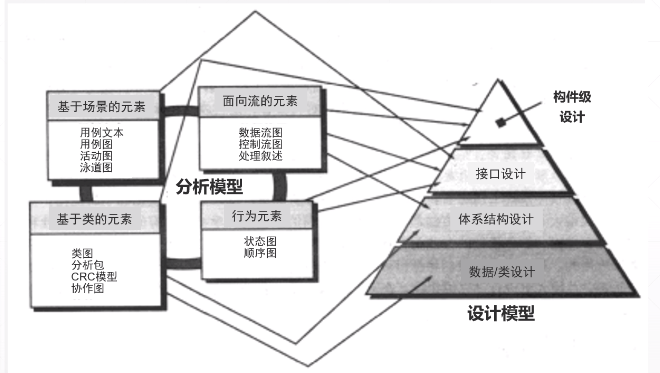 基于场景的元素
用例文本
用例图
活动图
泳道图
面向流的元素
数据流图
控制流图
处理叙述
分析模型
基于类的元素
类图
分析包
CRC模型
协作图
行为元素
状态图
顺序图
构件级
设计
接口设计
体系结构设计
数据/类设计
设计模型